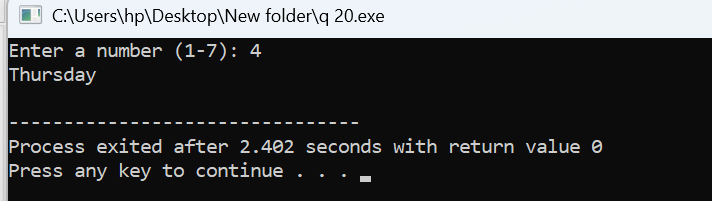 C:\Users\hp\Desktop\New folder\q 20.exe
Enter a number (1-7): 4
Thursday
--------------------------------
Process exited after 2.402 seconds with return value 0
Press any key to continue . . .